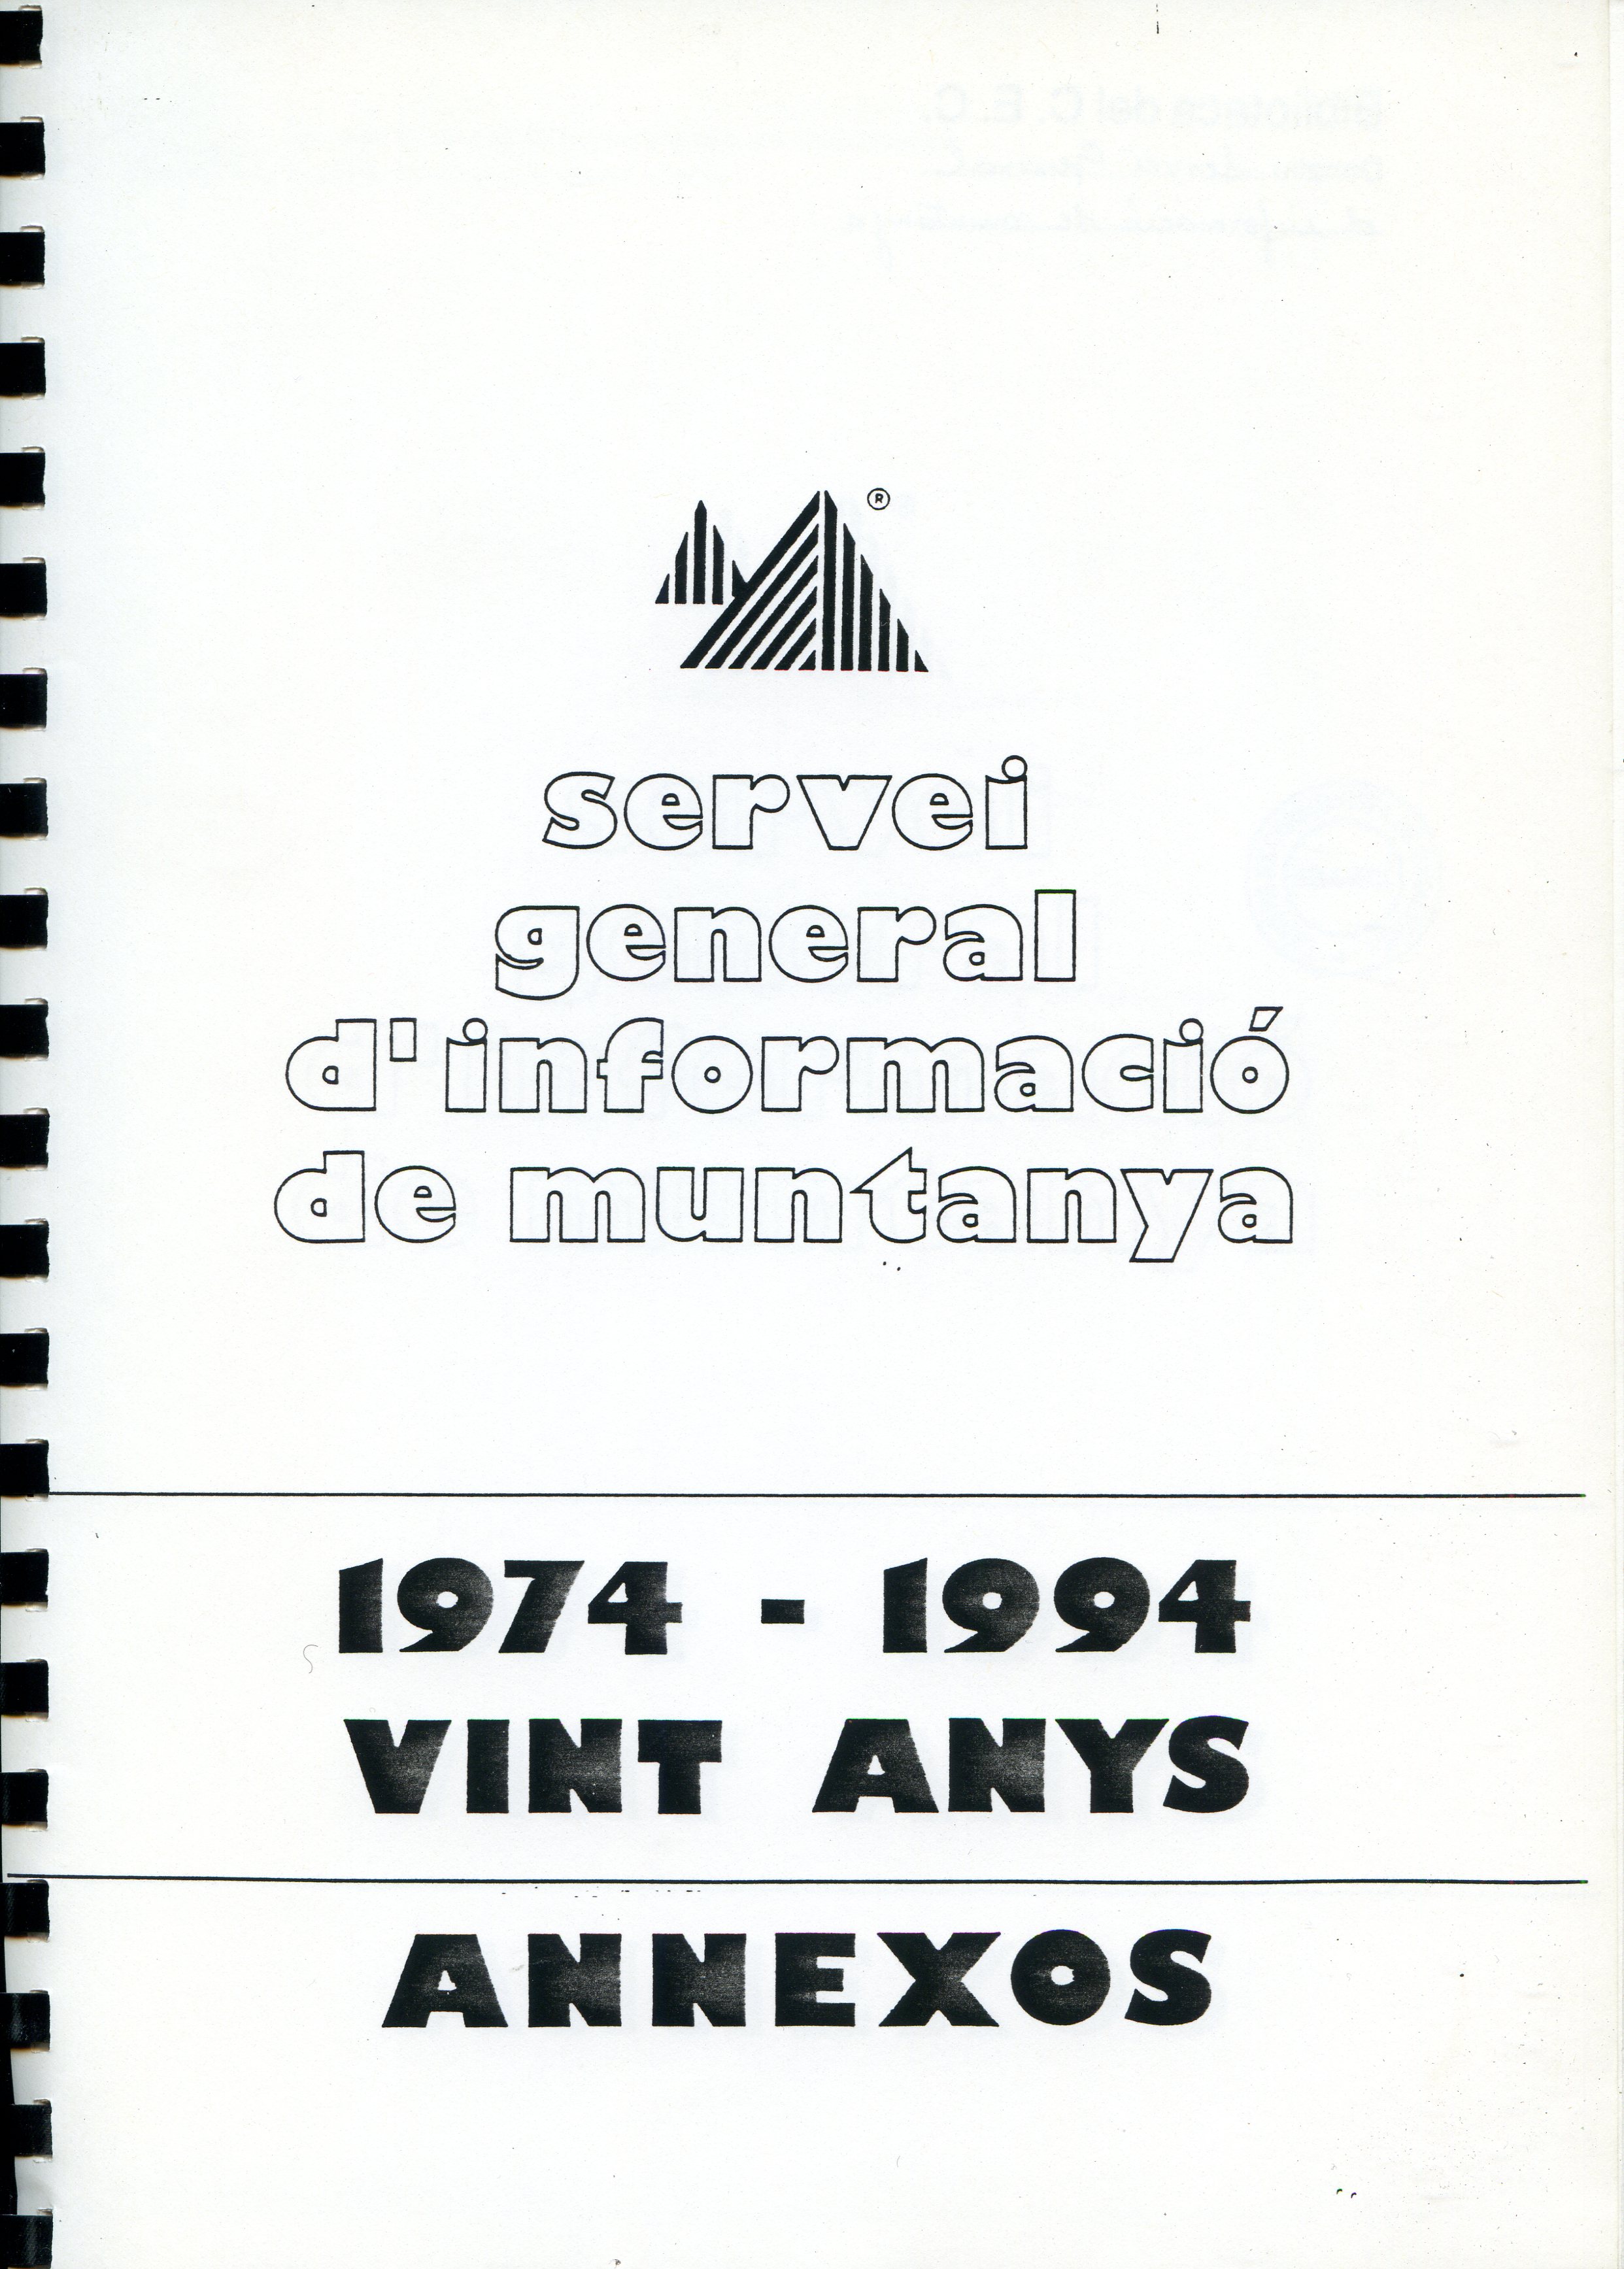 ®
servei
general
d'informació
de muntanya
1974 - 1994
VINT ANYS
ANNEXOS